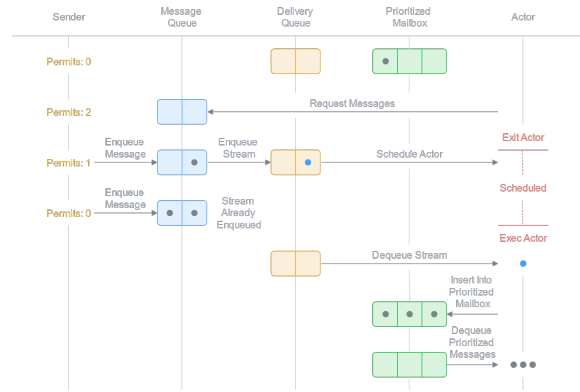 Sender
Message
Queue
Delivery
Queue
Prioritized
Mailbox
Actor
Permits: 0
Permits: 2
Request Messages
Exit Actor
Permits: 1
Enqueue
Message
Enqueue
Stream
Schedule Actor
Scheduled
Permits: 0
Enqueue
Message
Stream
Already
Enqueued
Exec Actor
Dequeue Stream
Insert Into
Prioritized
Mailbox
Dequeue
Prioritized
Messages